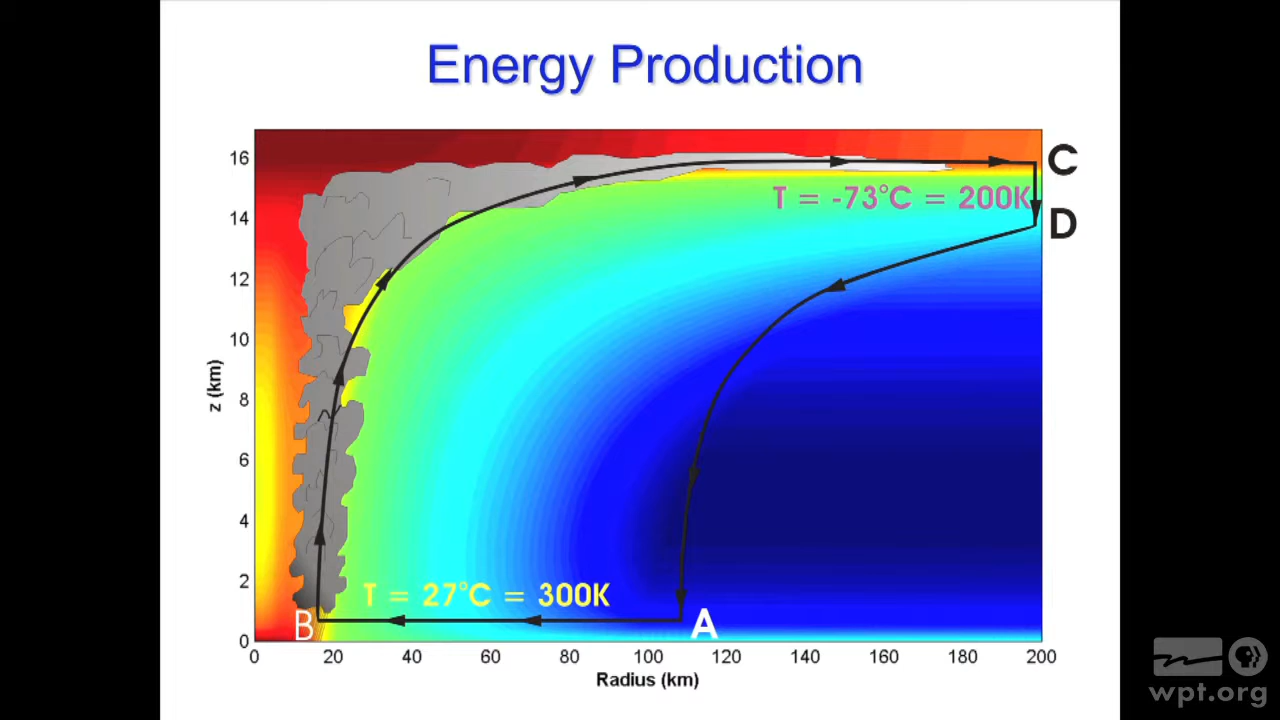 Energy Production
16
14
12
10
8
6
4
2
0
z (km)
C
T = -73°C = 200K
D
T = 27°C = 300K
B
A
0 20 40 60 80 100 120 140 160 180 200
Radius (km)
wpt.org